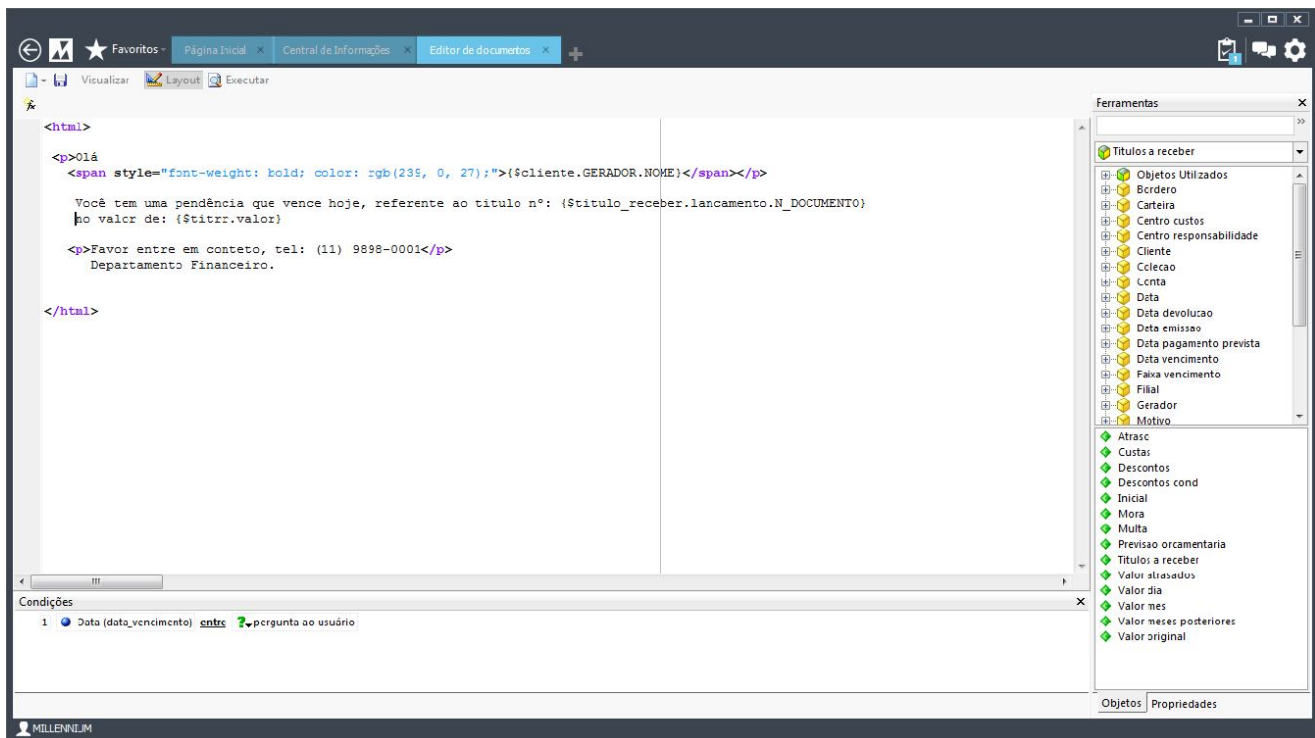 Favoritos
Página Inicial
Central de Informações
Editor de documentos
1
Visualizar Layout Executar
fx
<html>
<p>Olá
<span style="font-weight: bold; color: rgb(239, 0, 27);">{$cliente.GERADOR.NOME}</span></p>
Você tem uma pendência que vence hoje, referente ao titulo nº: {$titulo_receber.lancamento.N_DOCUMENTO}
no valor de: {$titrr.valor}
<p>Favor entre em conteto, tel: (11) 9898-0001</p>
Departamento Financeiro.
</html>
Condições
1 Data (data_vencimento) entre ? pergunta ao usuário
Ferramentas
Titulos a receber
Objetos Utilizados
Bordero
Carteira
Centro custos
Centro responsabilidade
Cliente
Colecao
Conta
Data
Data devolucao
Data emissao
Data pagamento prevista
Data vencimento
Faixa vencimento
Filial
Gerador
Motivo
Atraso
Custas
Descontos
Descontos cond
Inicial
Mora
Multa
Previsao orcamentaria
Titulos a receber
Valor atrasados
Valor dia
Valor mes
Valor meses posteriores
Valor original
Objetos Propriedades
MILLENNIUM